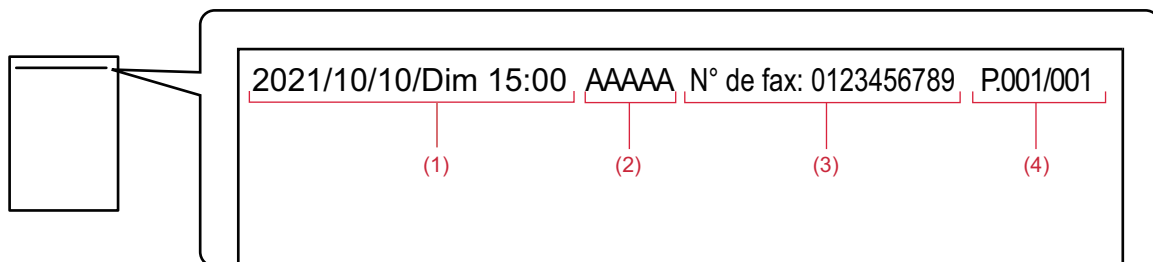 2021/10/10/Dim 15:00 AAAAA N° de fax: 0123456789 P.001/001
(1) (2) (3) (4)